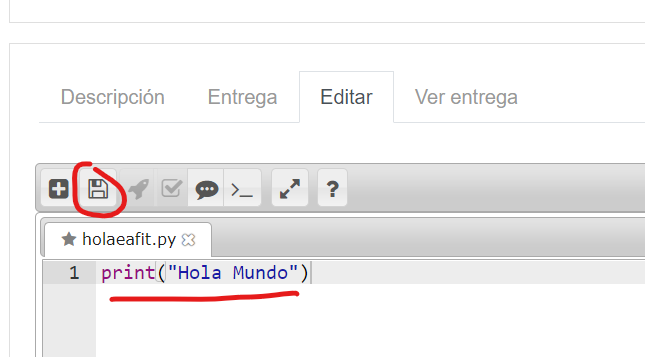 Descripción Entrega Editar Ver entrega
>_ ?
holaeafit.py
1 print("Hola Mundo")